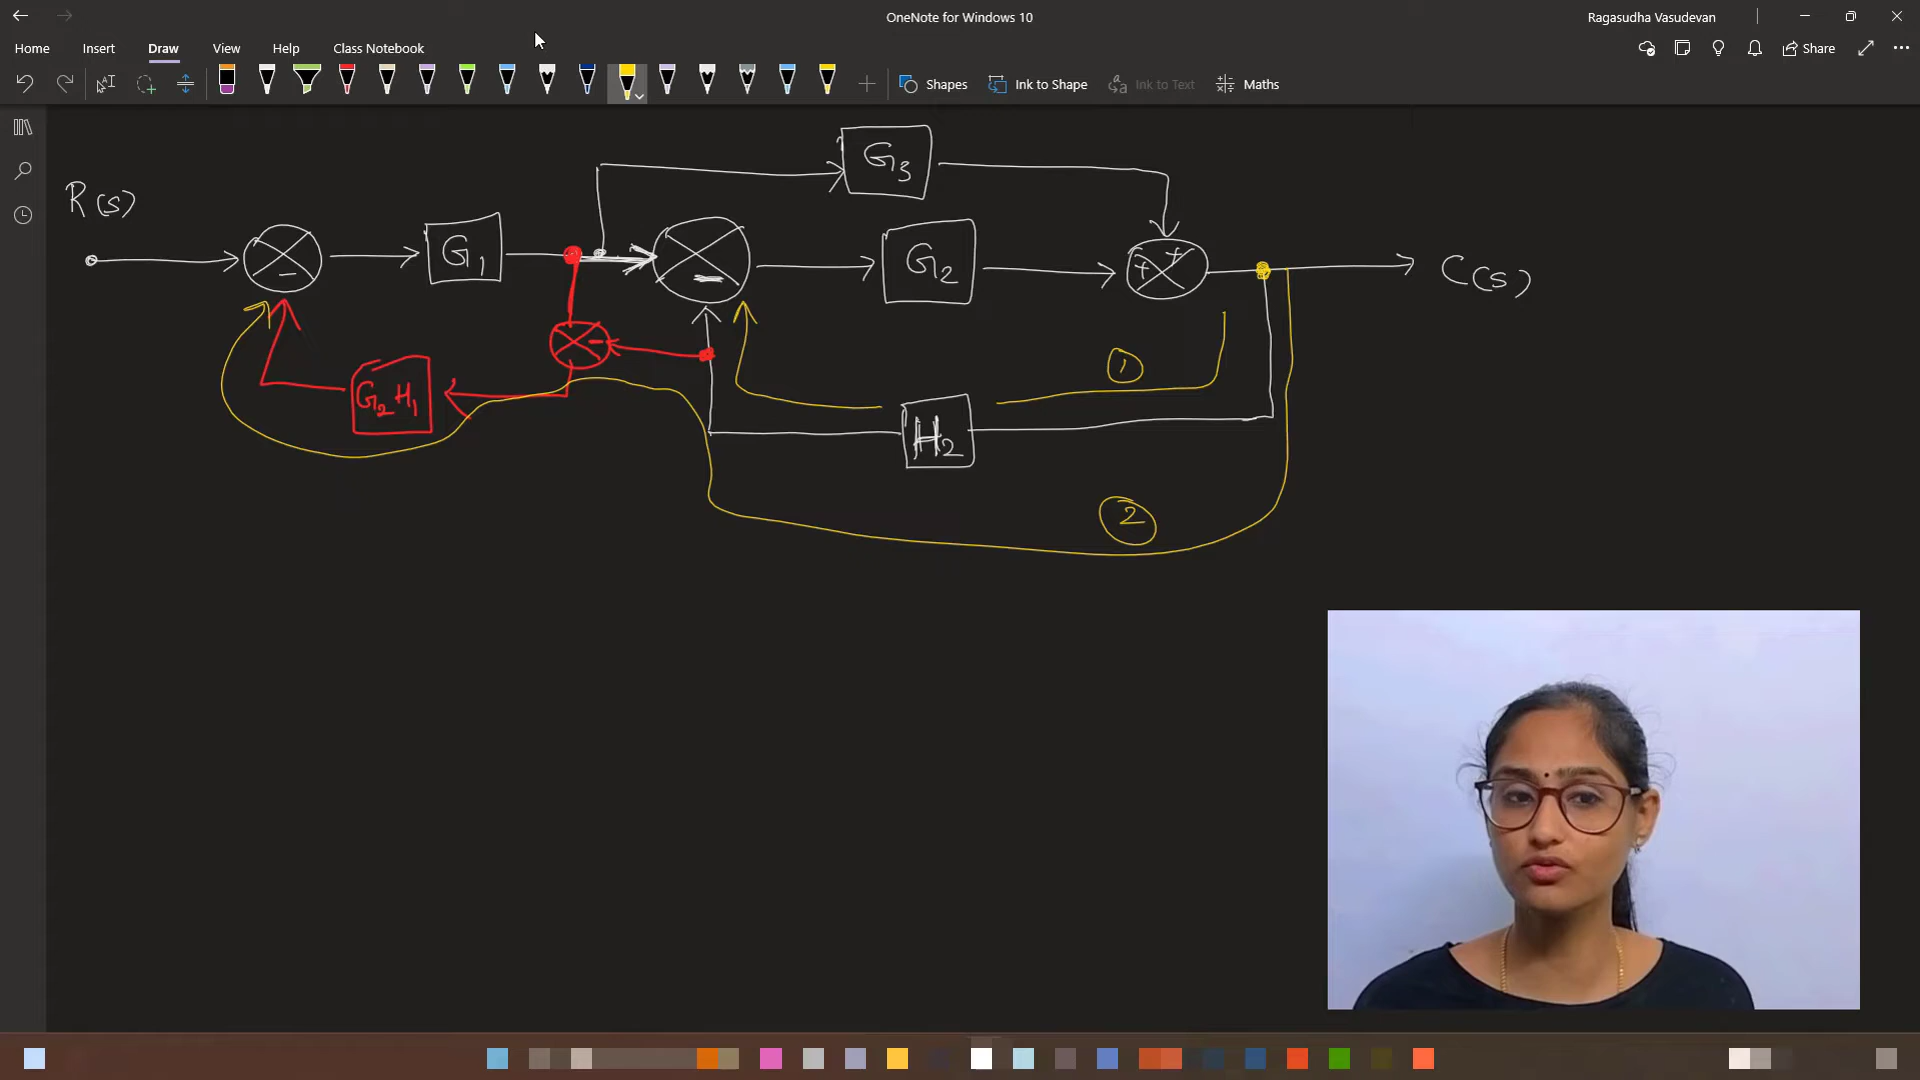 OneNote for Windows 10
Ragasudha Vasudevan
Home Insert Draw View Help Class Notebook
Share
Shapes Ink to Shape Ink to Text Maths
G3
R(s)
G1
G2
+ +
C(s)
-
-
-
1
G2H1
H2
2